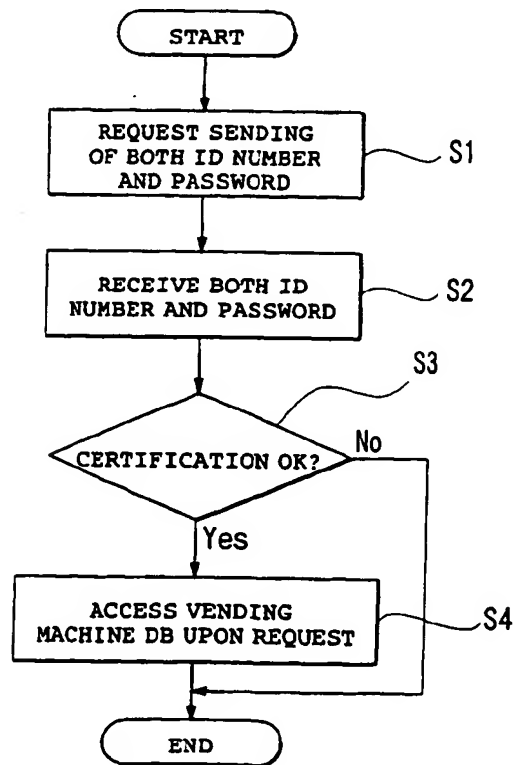 START
REQUEST SENDING
OF BOTH ID NUMBER
AND PASSWORD
S1
RECEIVE BOTH ID
NUMBER AND PASSWORD
S2
S3
CERTIFICATION OK?
No
Yes
ACCESS VENDING
MACHINE DB UPON REQUEST
S4
END